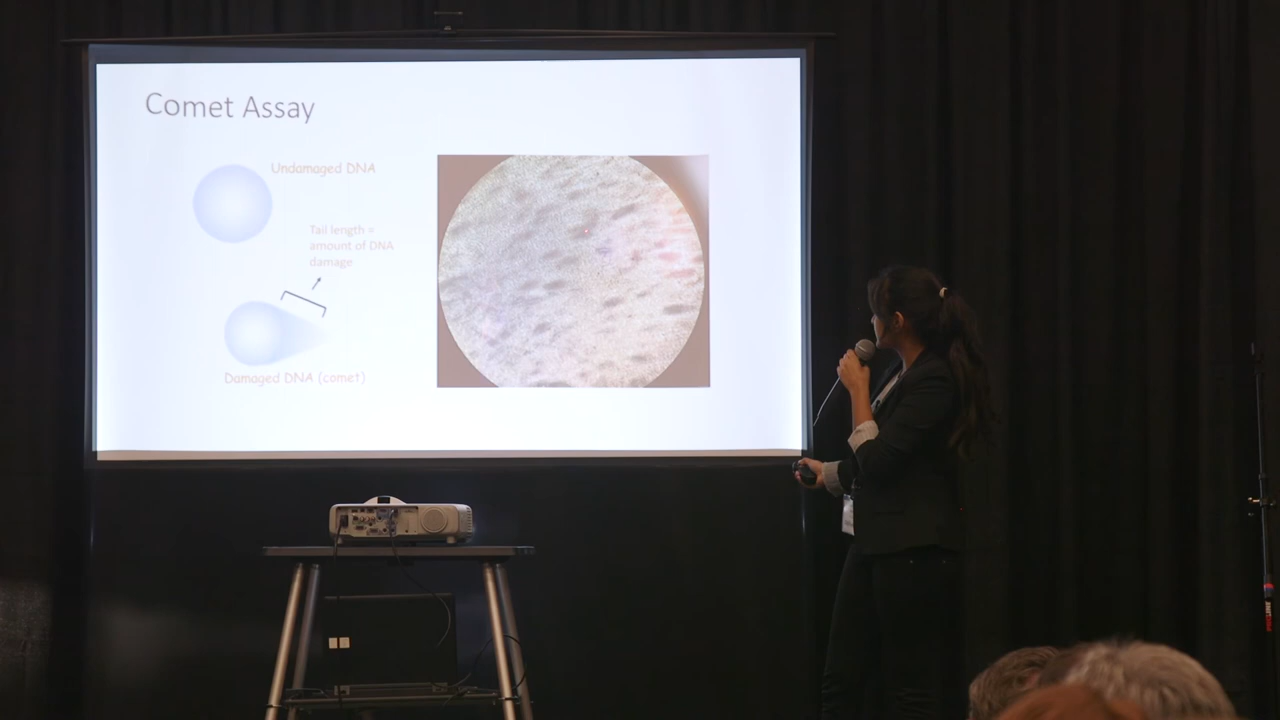 Comet Assay
Undamaged DNA
Tail length =
amount of DNA
damage
Damaged DNA (comet)